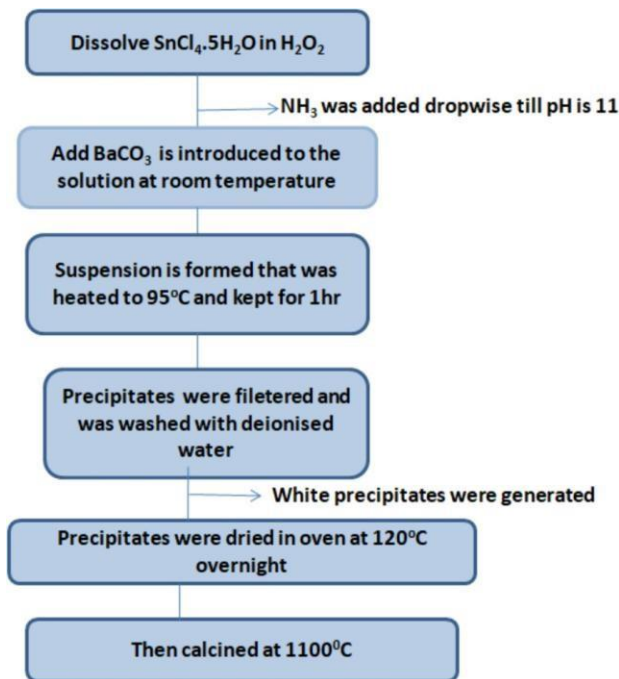 Dissolve SnCl₄.5H₂O in H₂O₂
NH₃ was added dropwise till pH is 11
Add BaCO₃ is introduced to the
solution at room temperature
Suspension is formed that was
heated to 95⁰C and kept for 1hr
Precipitates were filetered and
was washed with deionised
water
White precipitates were generated
Precipitates were dried in oven at 120⁰C
overnight
Then calcined at 1100⁰C